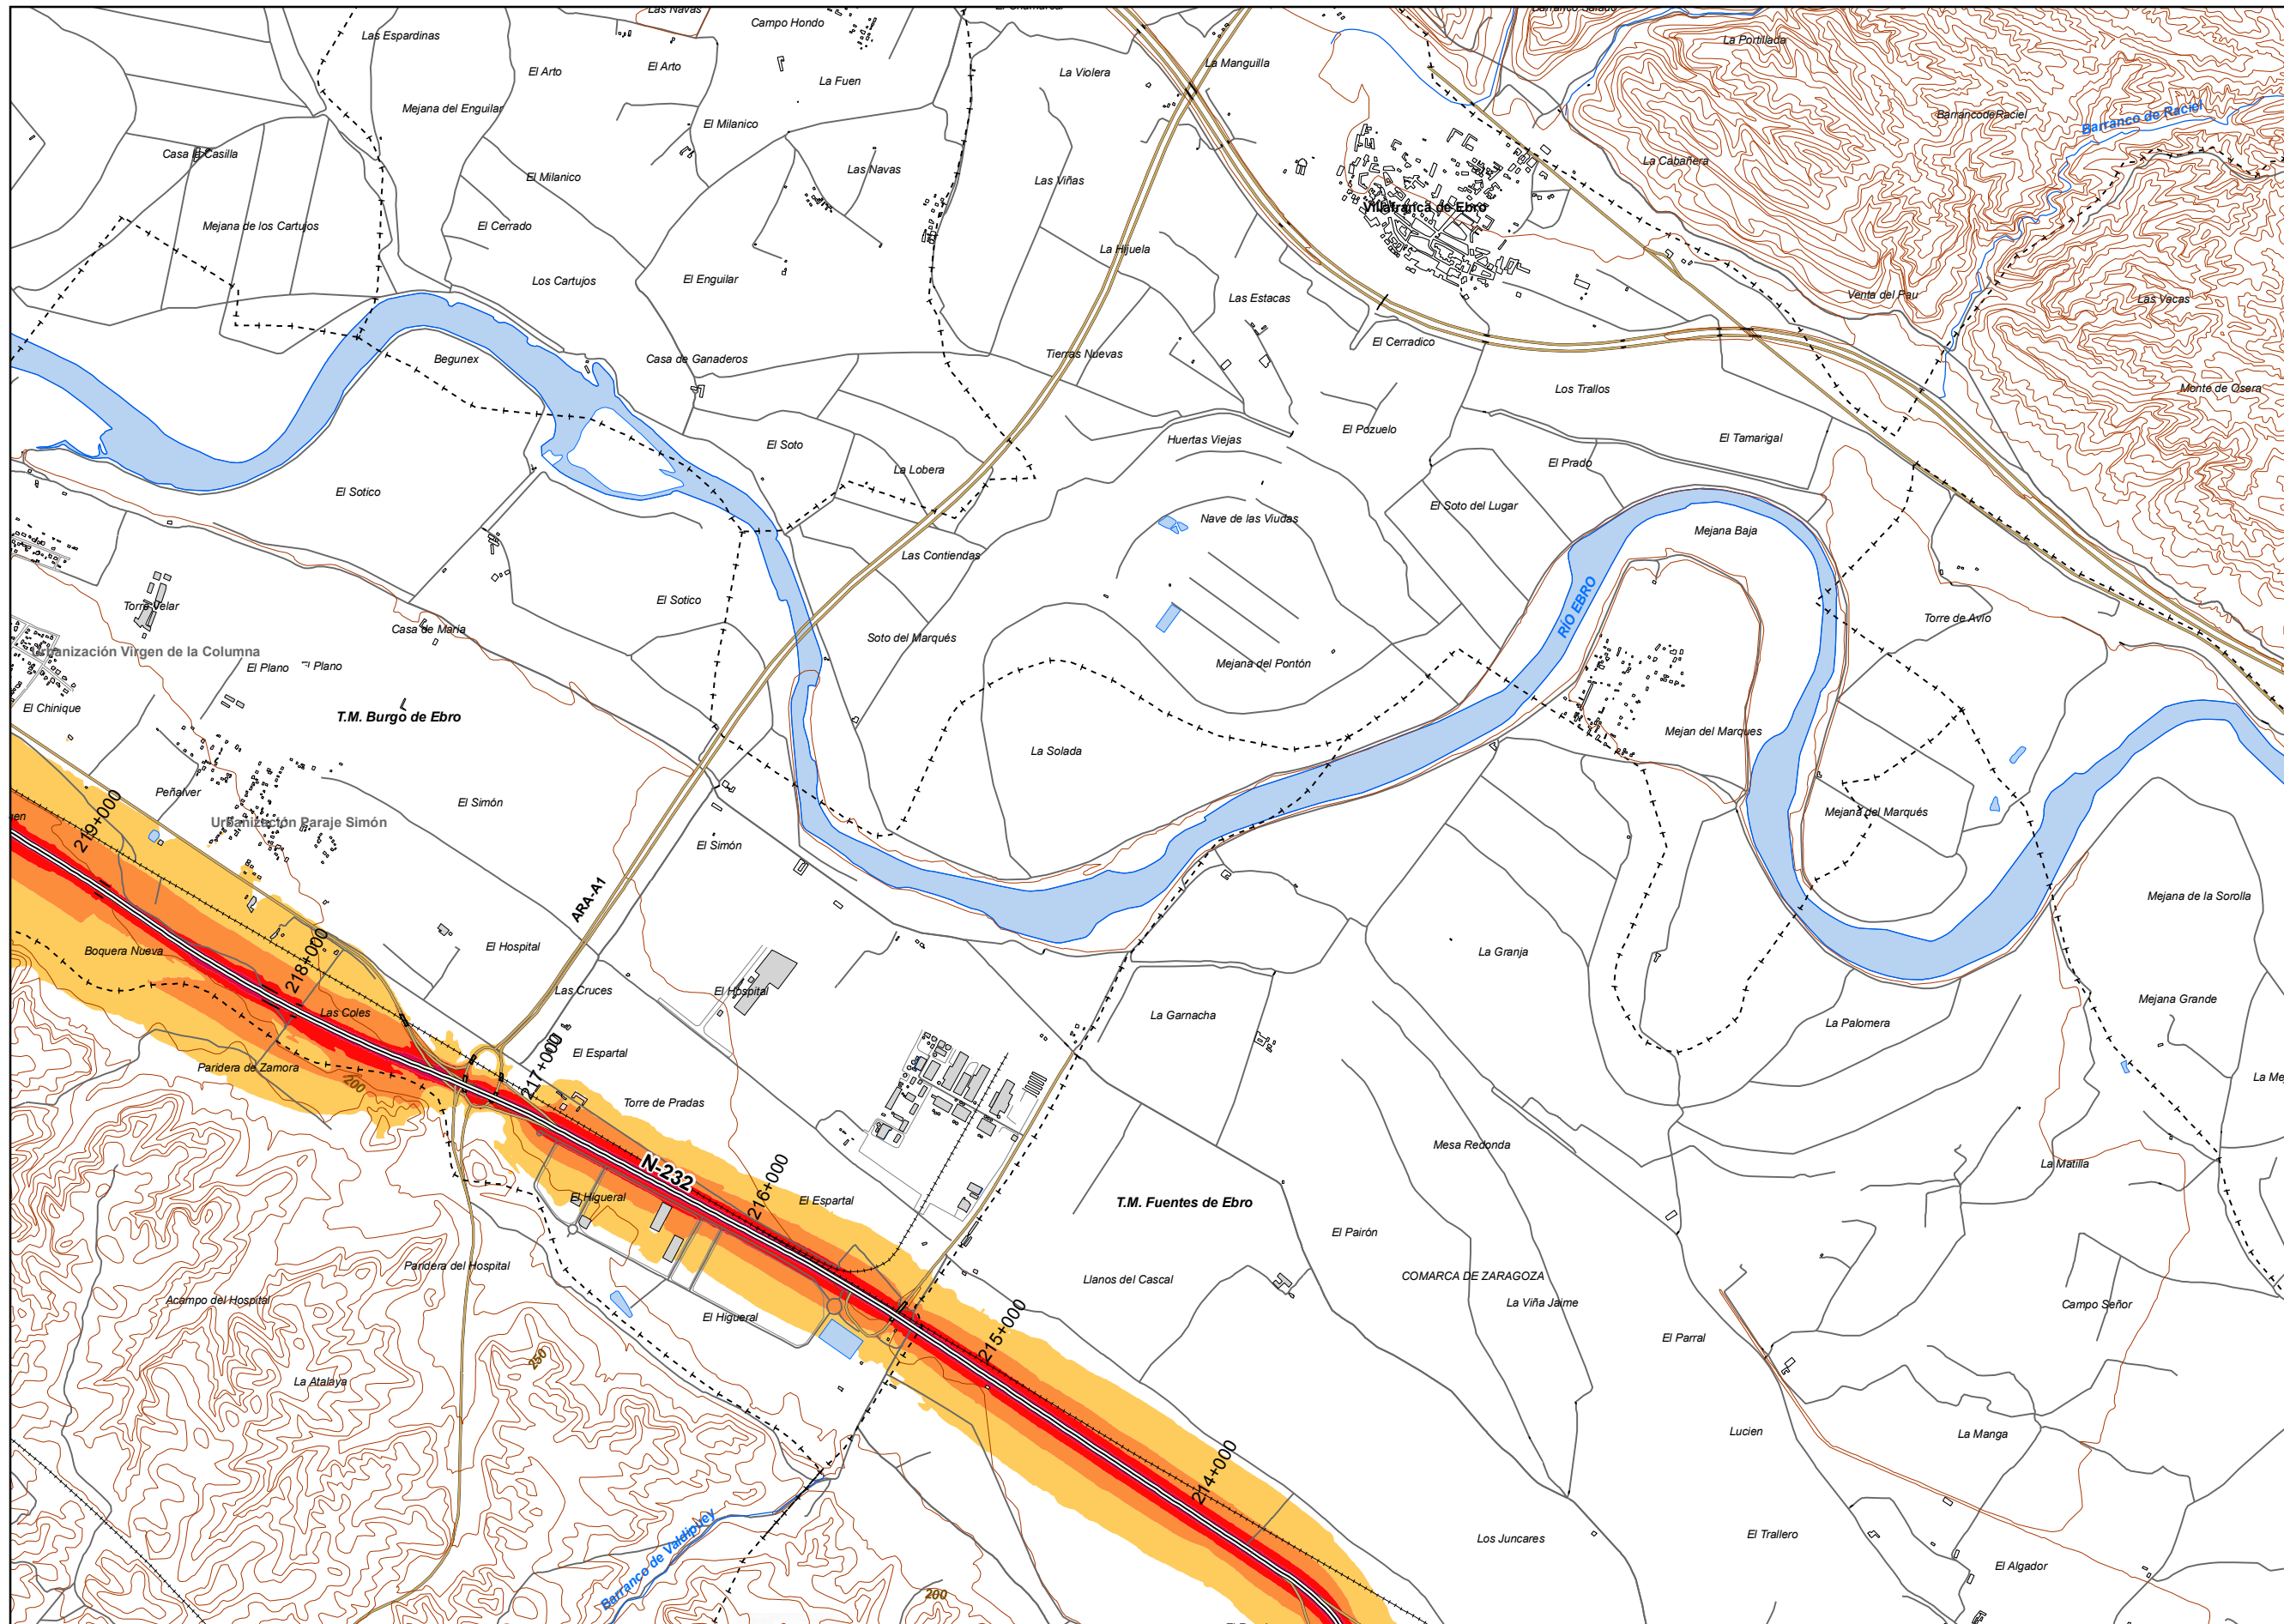 Las Navas
Campo Hondo
Las Espardinas
La Portillada
El Arto
El Arto
La Fuen
La Violera
La Manguilla
Mejana del Enguilar
El Milanico
BarrancodeRaciel
Barranco de Raciel
Casa la Casilla
El Milanico
Las Navas
Las Viñas
La Cabañera
Villafranca de Ebro
Mejana de los Cartujos
El Cerrado
La Hijuela
Los Cartujos
El Enguilar
Las Estacas
Venta del Pau
Las Vacas
Begunex
Casa de Ganaderos
Tierras Nuevas
El Cerradico
Los Trallos
Monte de Osera
El Soto
La Lobera
Huertas Viejas
El Pozuelo
El Tamarigal
El Prado
El Sotico
Nave de las Viudas
El Soto del Lugar
Mejana Baja
Las Contiendas
RÍO EBRO
Torre Velar
El Sotico
Casa de María
Soto del Marqués
Torre de Avío
Urbanización Virgen de la Columna
El Plano
El Plano
Mejana del Pontón
El Chinique
T.M. Burgo de Ebro
La Solada
Mejan del Marques
Peñalver
El Simón
219+000
Urbanización Paraje Simón
El Simón
Mejana del Marqués
ARA-A1
Mejana de la Sorolla
Boquera Nueva
218+000
El Hospital
La Granja
Las Cruces
El Hospital
Mejana Grande
Las Coles
La Garnacha
La Palomera
El Espartal
217+000
Paridera de Zamora
200
La Me
Torre de Pradas
Mesa Redonda
N-232
La Matilla
216+000
El Higueral
El Espartal
T.M. Fuentes de Ebro
El Pairón
Paridera del Hospital
Llanos del Cascal
COMARCA DE ZARAGOZA
Acampo del Hospital
La Viña Jaime
Campo Señor
El Higueral
215+000
El Parral
250
La Atalaya
Lucien
La Manga
214+000
Barranco de Valdipuey
Los Juncares
El Trallero
El Algador
200